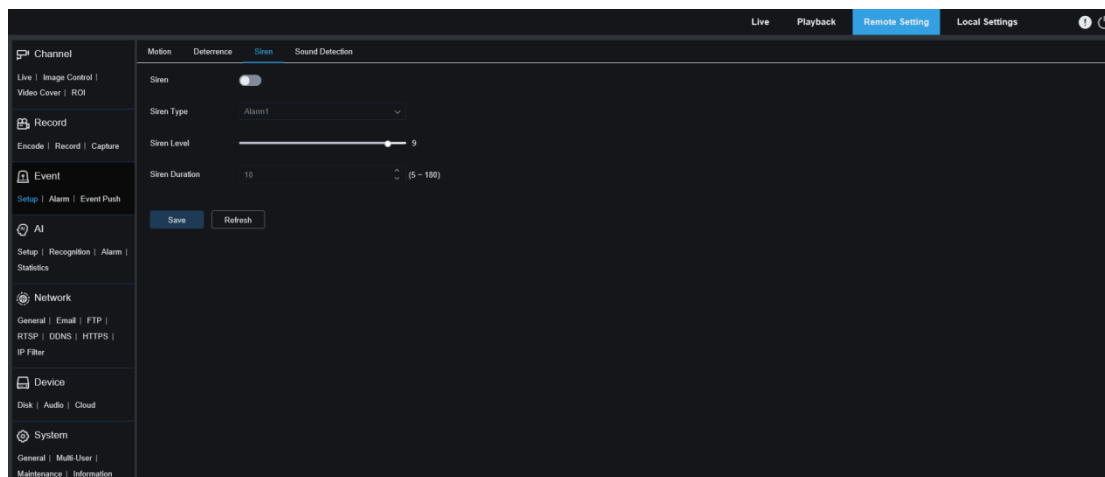 Live Playback Remote Setting Local Settings
Channel
Live | Image Control |
Video Cover | ROI
Record
Encode | Record | Capture
Event
Setup | Alarm | Event Push
AI
Setup | Recognition | Alarm |
Statistics
Network
General | Email | FTP |
RTSP | DDNS | HTTPS |
IP Filter
Device
Disk | Audio | Cloud
System
General | Multi-User |
Maintenance | Information
Motion Deterrence Siren Sound Detection
Siren
Siren Type Alarm1
Siren Level 9
Siren Duration 10 (5 ~ 180)
Save Refresh